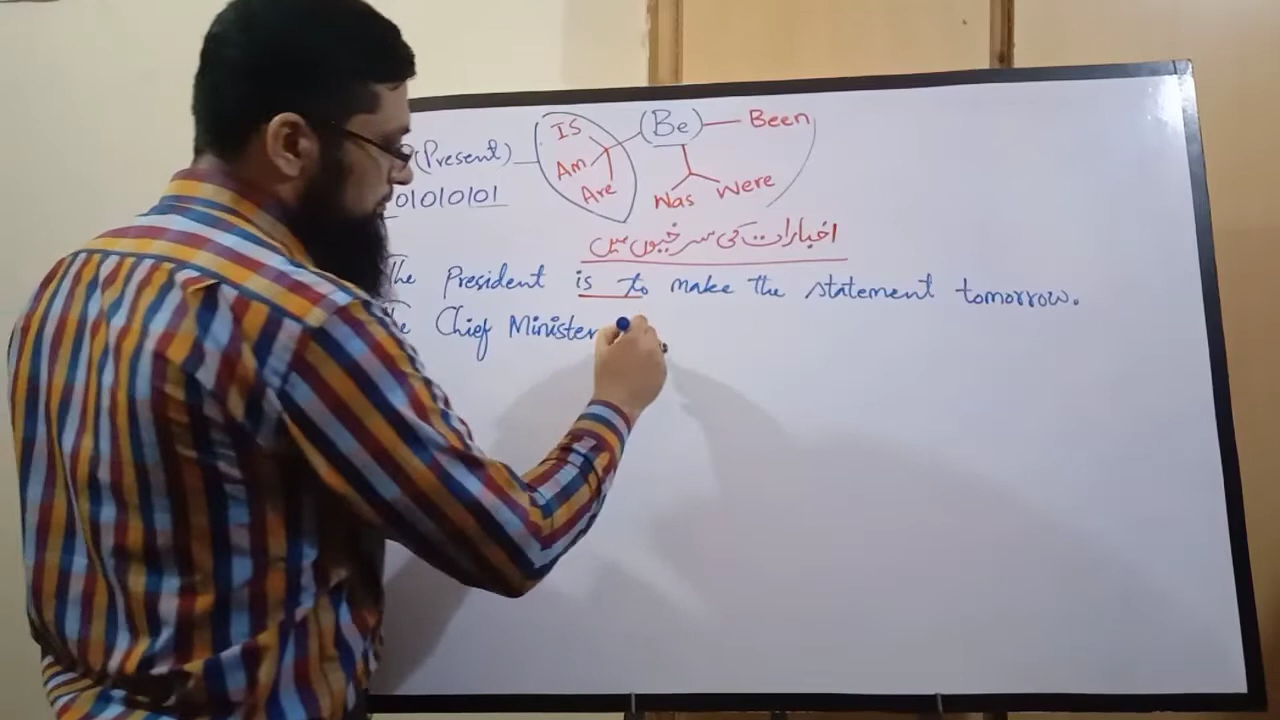 (Present) IS Am Are (Be) Been
Was Were
01010101
اخبارات کی سرخیوں میں
The President is to make the statement tomorrow.
The Chief Minister